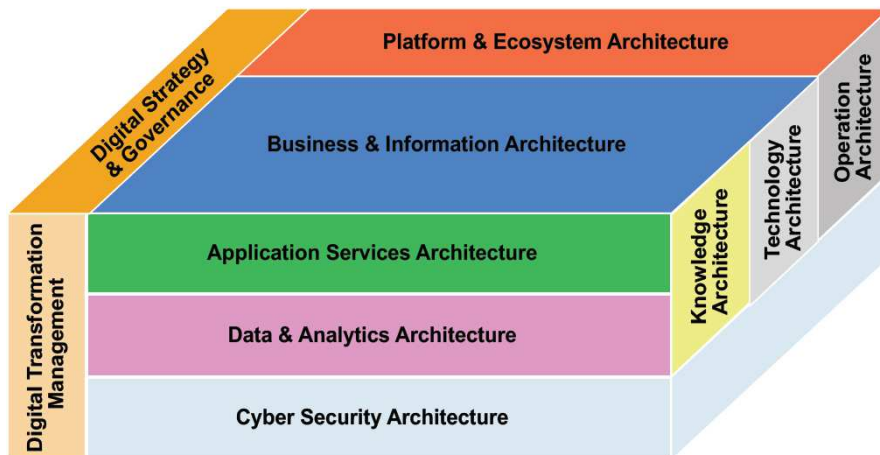 Platform & Ecosystem Architecture
Digital Strategy
& Governance
Business & Information Architecture
Operation
Architecture
Technology
Architecture
Knowledge
Architecture
Application Services Architecture
Data & Analytics Architecture
Digital Transformation
Management
Cyber Security Architecture